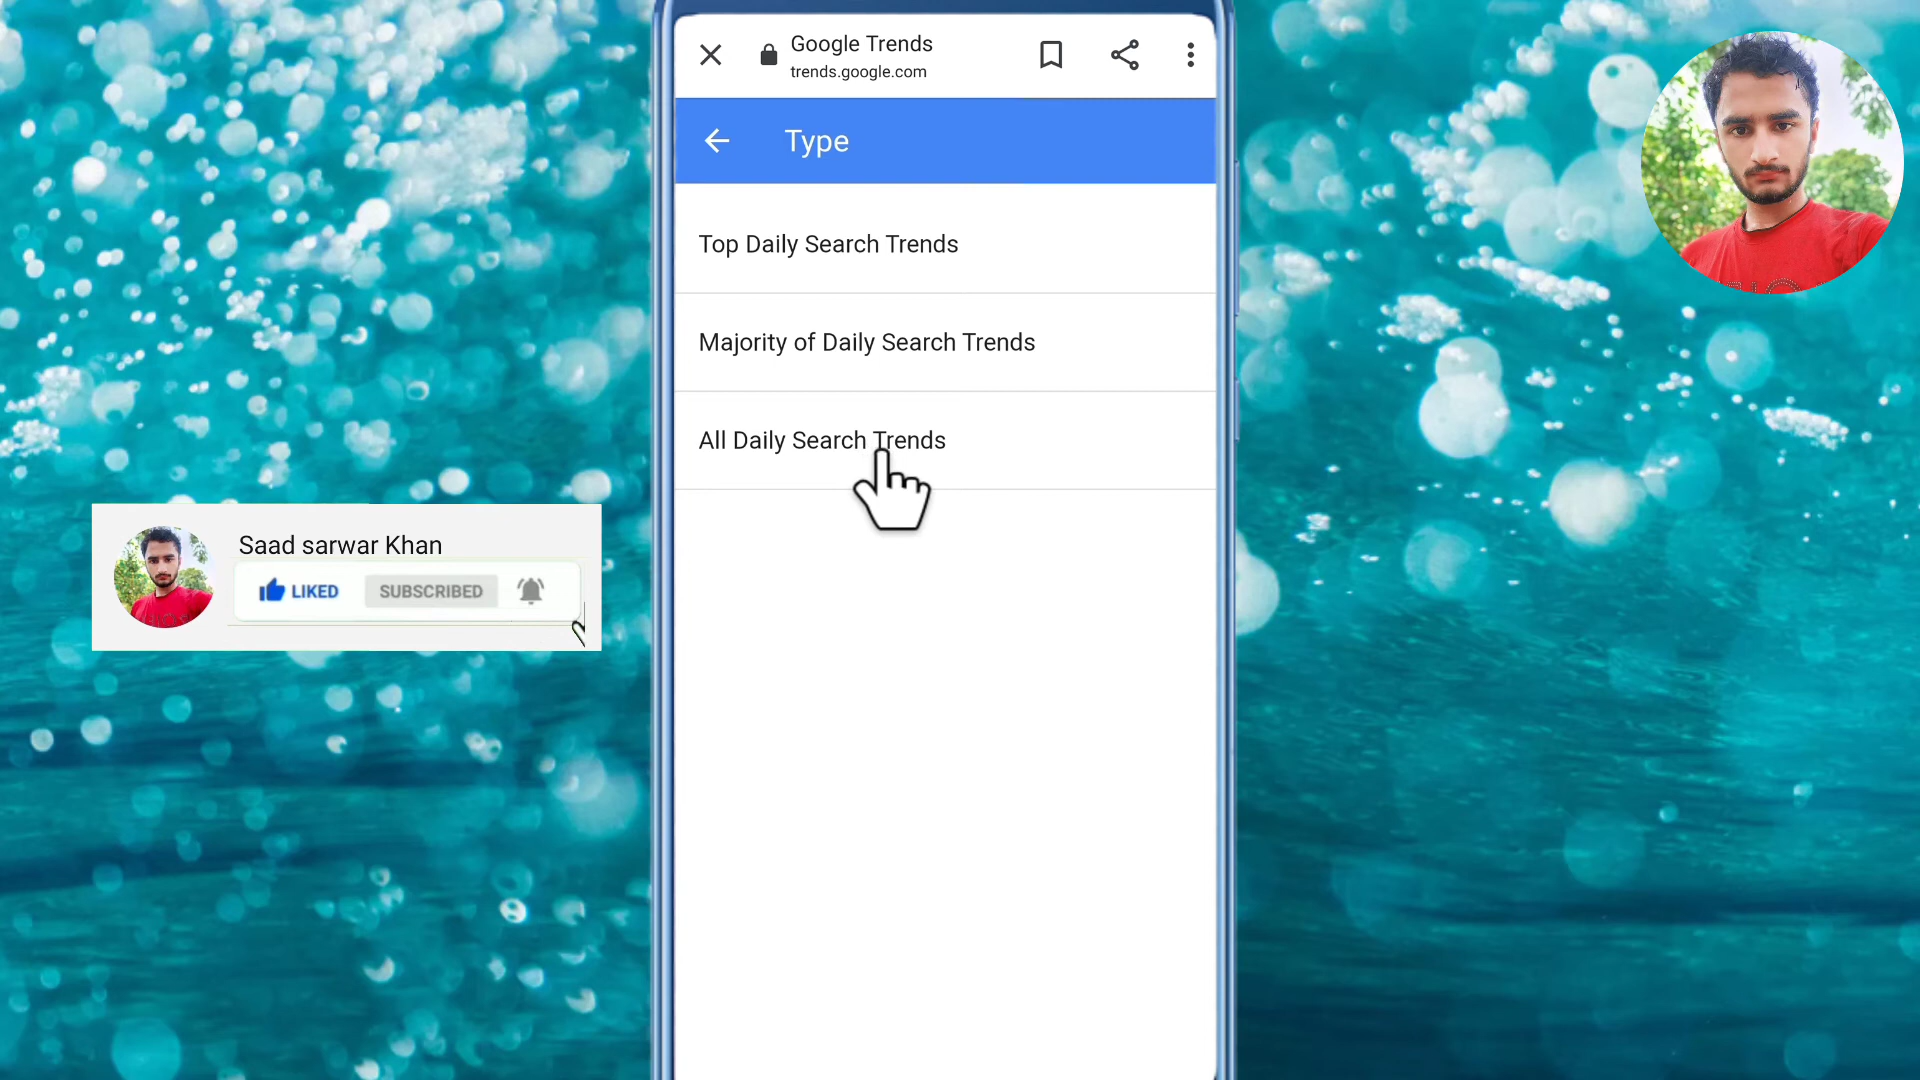 Google Trends
trends.google.com
Type
Top Daily Search Trends
Majority of Daily Search Trends
All Daily Search Trends
Saad sarwar Khan
LIKED SUBSCRIBED